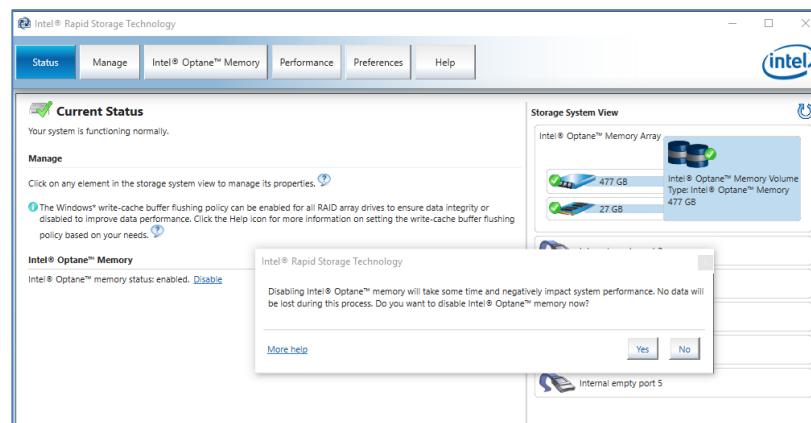 Intel® Rapid Storage Technology
Status
Manage
Intel® Optane™ Memory
Performance
Preferences
Help
intel
Current Status
Your system is functioning normally.
Manage
Click on any element in the storage system view to manage its properties.
The Windows* write-cache buffer flushing policy can be enabled for all RAID array drives to ensure data integrity or
disabled to improve data performance. Click the Help icon for more information on setting the write-cache buffer flushing
policy based on your needs.
Intel® Optane™ Memory
Intel® Optane™ memory status: enabled. Disable
Storage System View
Intel® Optane™ Memory Array
477 GB
27 GB
Intel® Optane™ Memory Volume
Type: Intel® Optane™ Memory
477 GB
Intel® Rapid Storage Technology
Disabling Intel® Optane™ memory will take some time and negatively impact system performance. No data will
be lost during this process. Do you want to disable Intel® Optane™ memory now?
More help
Yes
No
Internal empty port 5